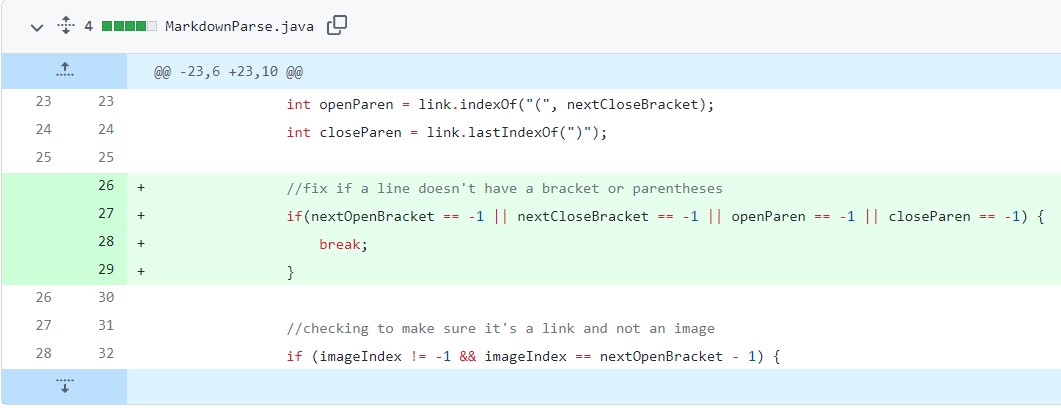 4 MarkdownParse.java
@@ -23,6 +23,10 @@
23 23 int openParen = link.indexOf("(", nextCloseBracket);
24 24 int closeParen = link.lastIndexOf(")");
25 25
26 + //fix if a line doesn't have a bracket or parentheses
27 + if(nextOpenBracket == -1 || nextCloseBracket == -1 || openParen == -1 || closeParen == -1) {
28 + break;
29 + }
26 30
27 31 //checking to make sure it's a link and not an image
28 32 if (imageIndex != -1 && imageIndex == nextOpenBracket - 1) {